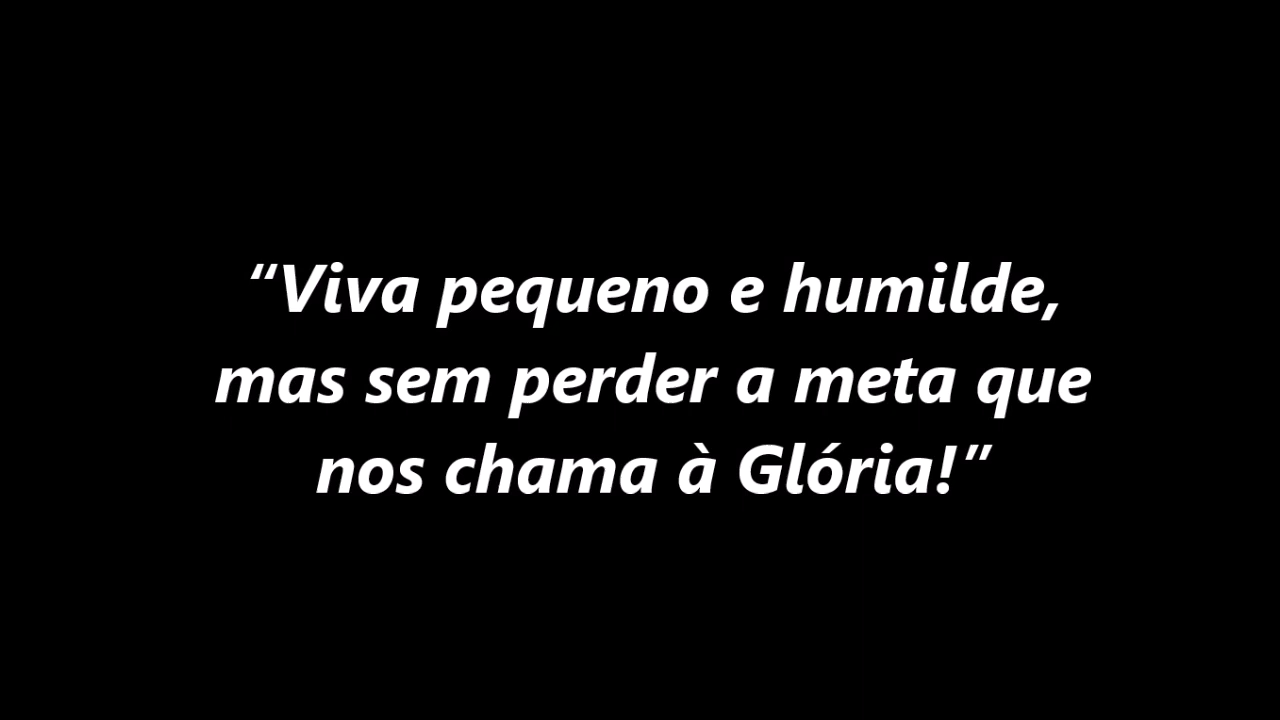 “Viva pequeno e humilde,
mas sem perder a meta que
nos chama à Glória!”